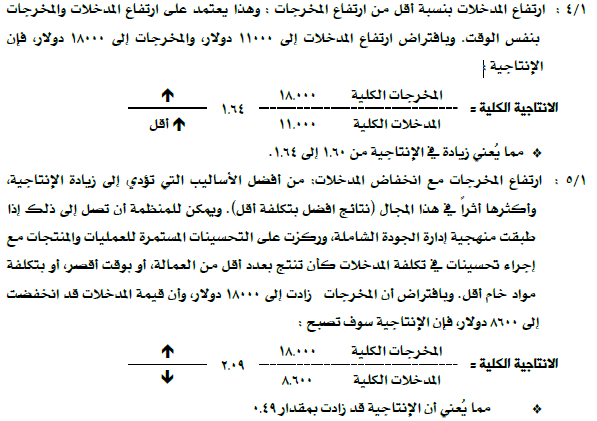 ٤/١ : ارتفاع المدخلات بنسبة أقل من ارتفاع المخرجات : وهذا يعتمد على ارتفاع المدخلات والمخرجات
بنفس الوقت. وبافتراض ارتفاع المدخلات إلى ١١٠٠٠ دولار، والمخرجات إلى ١٨٠٠٠ دولار، فإن
الإنتاجية :
المخرجات الكلية ١٨.٠٠٠ ↑
الانتاجية الكلية = ١.٦٤
المدخلات الكلية ١١.٠٠٠ ↑ أقل
❖ مما يُعني زيادة في الإنتاجية من ١.٦٠ إلى ١.٦٤.
٥/١ : ارتفاع المخرجات مع انخفاض المدخلات: من أفضل الأساليب التي تؤدي إلى زيادة الإنتاجية،
وأكثرها أثراً في هذا المجال (نتائج افضل بتكلفة أقل). ويمكن للمنظمة أن تصل إلى ذلك إذا
طبقت منهجية إدارة الجودة الشاملة، وركزت على التحسينات المستمرة للعمليات والمنتجات مع
إجراء تحسينات في تكلفة المدخلات كأن تنتج بعدد أقل من العمالة، أو بوقت أقصر، أو بتكلفة
مواد خام أقل. وبافتراض أن المخرجات زادت إلى ١٨٠٠٠ دولار، وأن قيمة المدخلات قد انخفضت
إلى ٨٦٠٠ دولار، فإن الإنتاجية سوف تصبح :
المخرجات الكلية ١٨.٠٠٠ ↑
الانتاجية الكلية = ٢.٠٩
المدخلات الكلية ٨.٦٠٠ ↓
❖ مما يُعني أن الإنتاجية قد زادت بمقدار ٠.٤٩